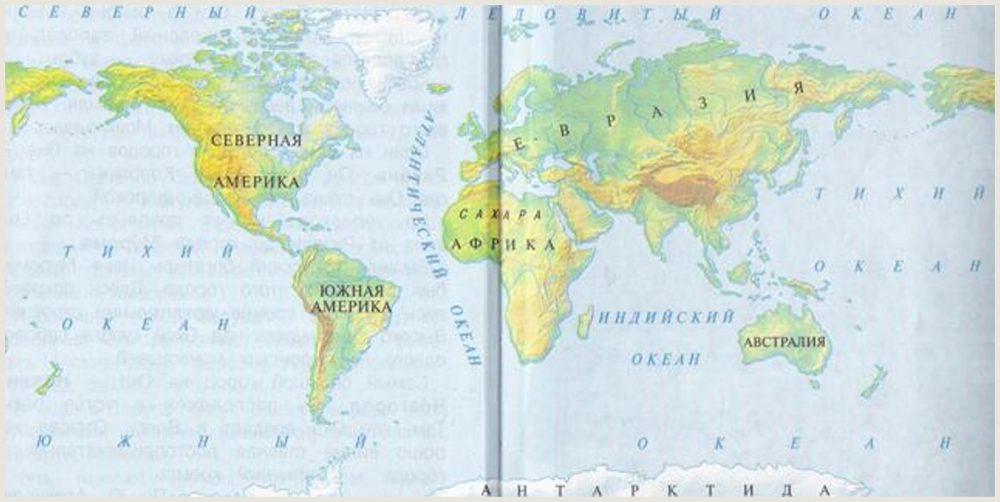 СЕВЕРНЫЙ ЛЕДОВИТЫЙ ОКЕАН
ЕВРАЗИЯ
СЕВЕРНАЯ
АМЕРИКА
АТЛАНТИЧЕСКИЙ
ОКЕАН
ТИХИЙ
ОКЕАН
САХАРА
АФРИКА
ТИХИЙ
ОКЕАН
ЮЖНАЯ
АМЕРИКА
ИНДИЙСКИЙ
ОКЕАН
АВСТРАЛИЯ
ЮЖНЫЙ ОКЕАН
АНТАРКТИДА